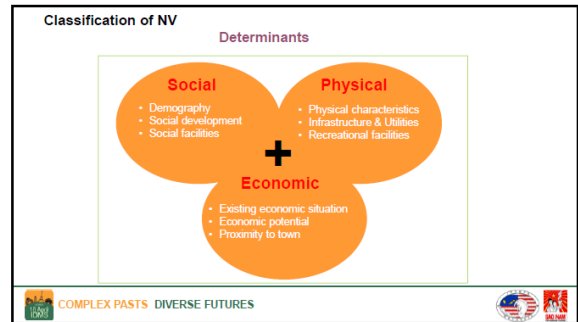 Classification of NV
Determinants
Social
• Demography
• Social development
• Social facilities
Physical
• Physical characteristics
• Infrastructure & Utilities
• Recreational facilities
+
Economic
• Existing economic situation
• Economic potential
• Proximity to town
COMPLEX PASTS DIVERSE FUTURES